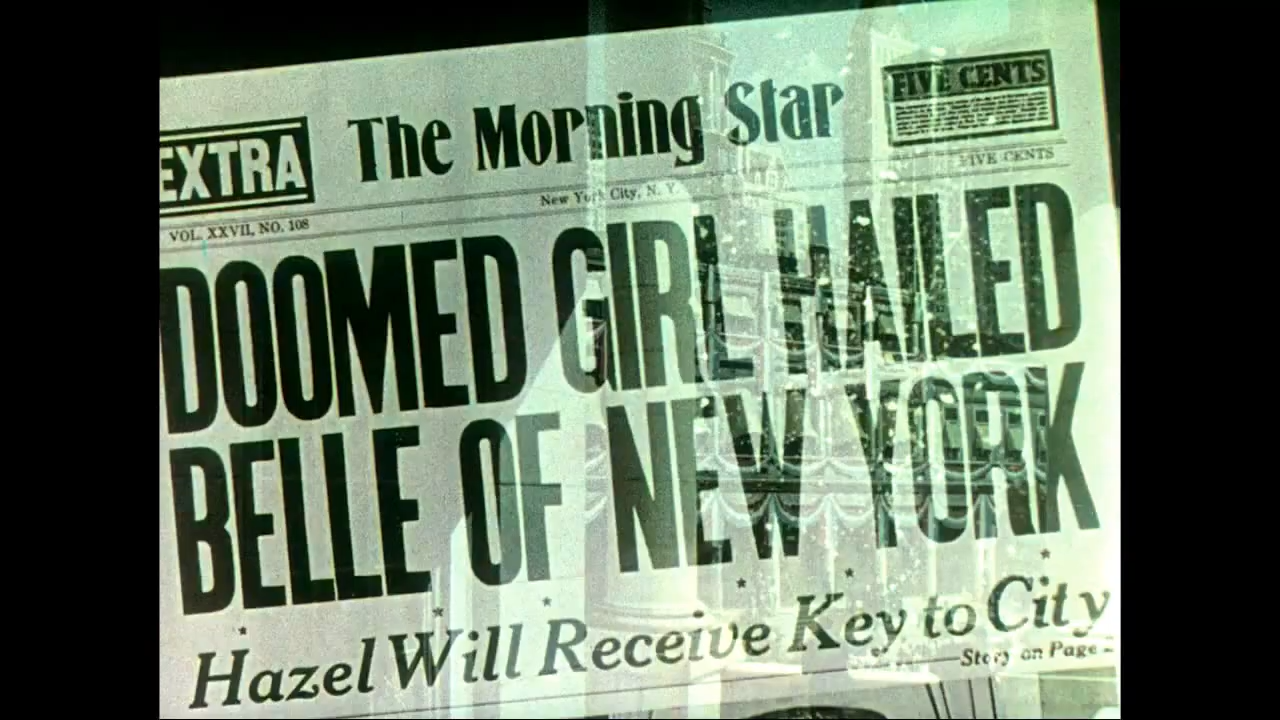 EXTRA
The Morning Star
FIVE CENTS
FIVE CENTS
New York City, N. Y.
VOL. XXVII, NO. 108
DOOMED GIRL HAILED
BELLE OF NEW YORK
Hazel Will Receive Key to City
Story on Page